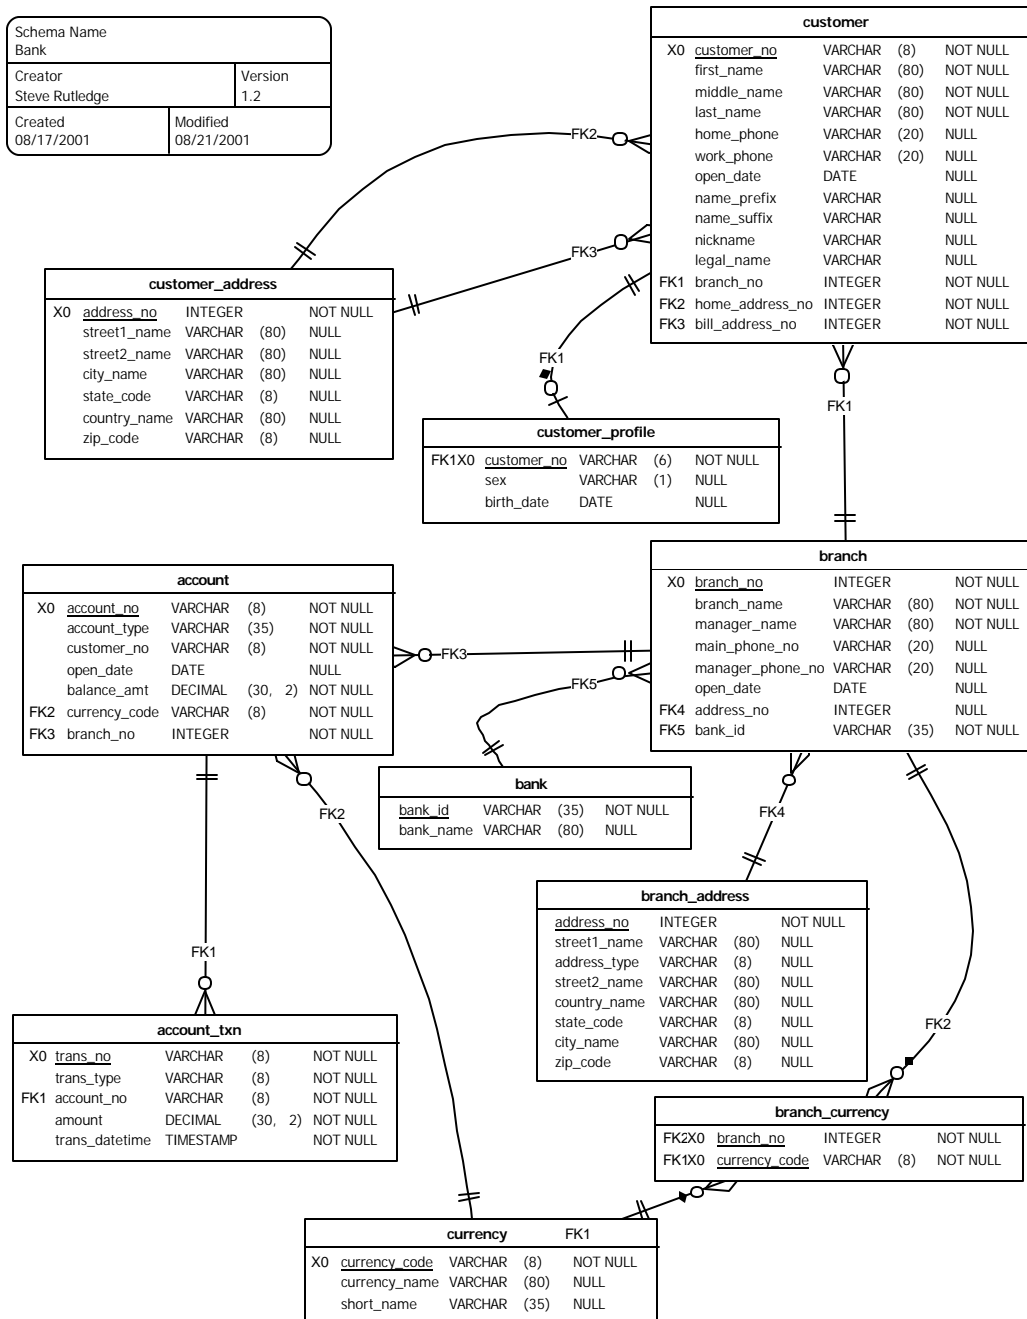 Schema Name
Bank
Creator
Steve Rutledge
Version
1.2
Created
08/17/2001
Modified
08/21/2001
customer
X0 customer_no VARCHAR (8) NOT NULL
first_name VARCHAR (80) NOT NULL
middle_name VARCHAR (80) NOT NULL
last_name VARCHAR (80) NOT NULL
home_phone VARCHAR (20) NULL
work_phone VARCHAR (20) NULL
open_date DATE NULL
name_prefix VARCHAR NULL
name_suffix VARCHAR NULL
nickname VARCHAR NULL
legal_name VARCHAR NULL
FK1 branch_no INTEGER NOT NULL
FK2 home_address_no INTEGER NOT NULL
FK3 bill_address_no INTEGER NOT NULL
FK2
FK3
FK1
FK1
customer_address
X0 address_no INTEGER NOT NULL
street1_name VARCHAR (80) NULL
street2_name VARCHAR (80) NULL
city_name VARCHAR (80) NULL
state_code VARCHAR (8) NULL
country_name VARCHAR (80) NULL
zip_code VARCHAR (8) NULL
customer_profile
FK1X0 customer_no VARCHAR (6) NOT NULL
sex VARCHAR (1) NULL
birth_date DATE NULL
account
X0 account_no VARCHAR (8) NOT NULL
account_type VARCHAR (35) NOT NULL
customer_no VARCHAR (8) NOT NULL
open_date DATE NULL
balance_amt DECIMAL (30, 2) NOT NULL
FK2 currency_code VARCHAR (8) NOT NULL
FK3 branch_no INTEGER NOT NULL
FK3
FK5
branch
X0 branch_no INTEGER NOT NULL
branch_name VARCHAR (80) NOT NULL
manager_name VARCHAR (80) NOT NULL
main_phone_no VARCHAR (20) NULL
manager_phone_no VARCHAR (20) NULL
open_date DATE NULL
FK4 address_no INTEGER NULL
FK5 bank_id VARCHAR (35) NOT NULL
bank
bank_id VARCHAR (35) NOT NULL
bank_name VARCHAR (80) NULL
FK2
FK4
branch_address
address_no INTEGER NOT NULL
street1_name VARCHAR (80) NULL
address_type VARCHAR (8) NULL
street2_name VARCHAR (80) NULL
country_name VARCHAR (80) NULL
state_code VARCHAR (8) NULL
city_name VARCHAR (80) NULL
zip_code VARCHAR (8) NULL
FK1
FK2
account_txn
X0 trans_no VARCHAR (8) NOT NULL
trans_type VARCHAR (8) NOT NULL
FK1 account_no VARCHAR (8) NOT NULL
amount DECIMAL (30, 2) NOT NULL
trans_datetime TIMESTAMP NOT NULL
branch_currency
FK2X0 branch_no INTEGER NOT NULL
FK1X0 currency_code VARCHAR (8) NOT NULL
currency
FK1
X0 currency_code VARCHAR (8) NOT NULL
currency_name VARCHAR (80) NULL
short_name VARCHAR (35) NULL